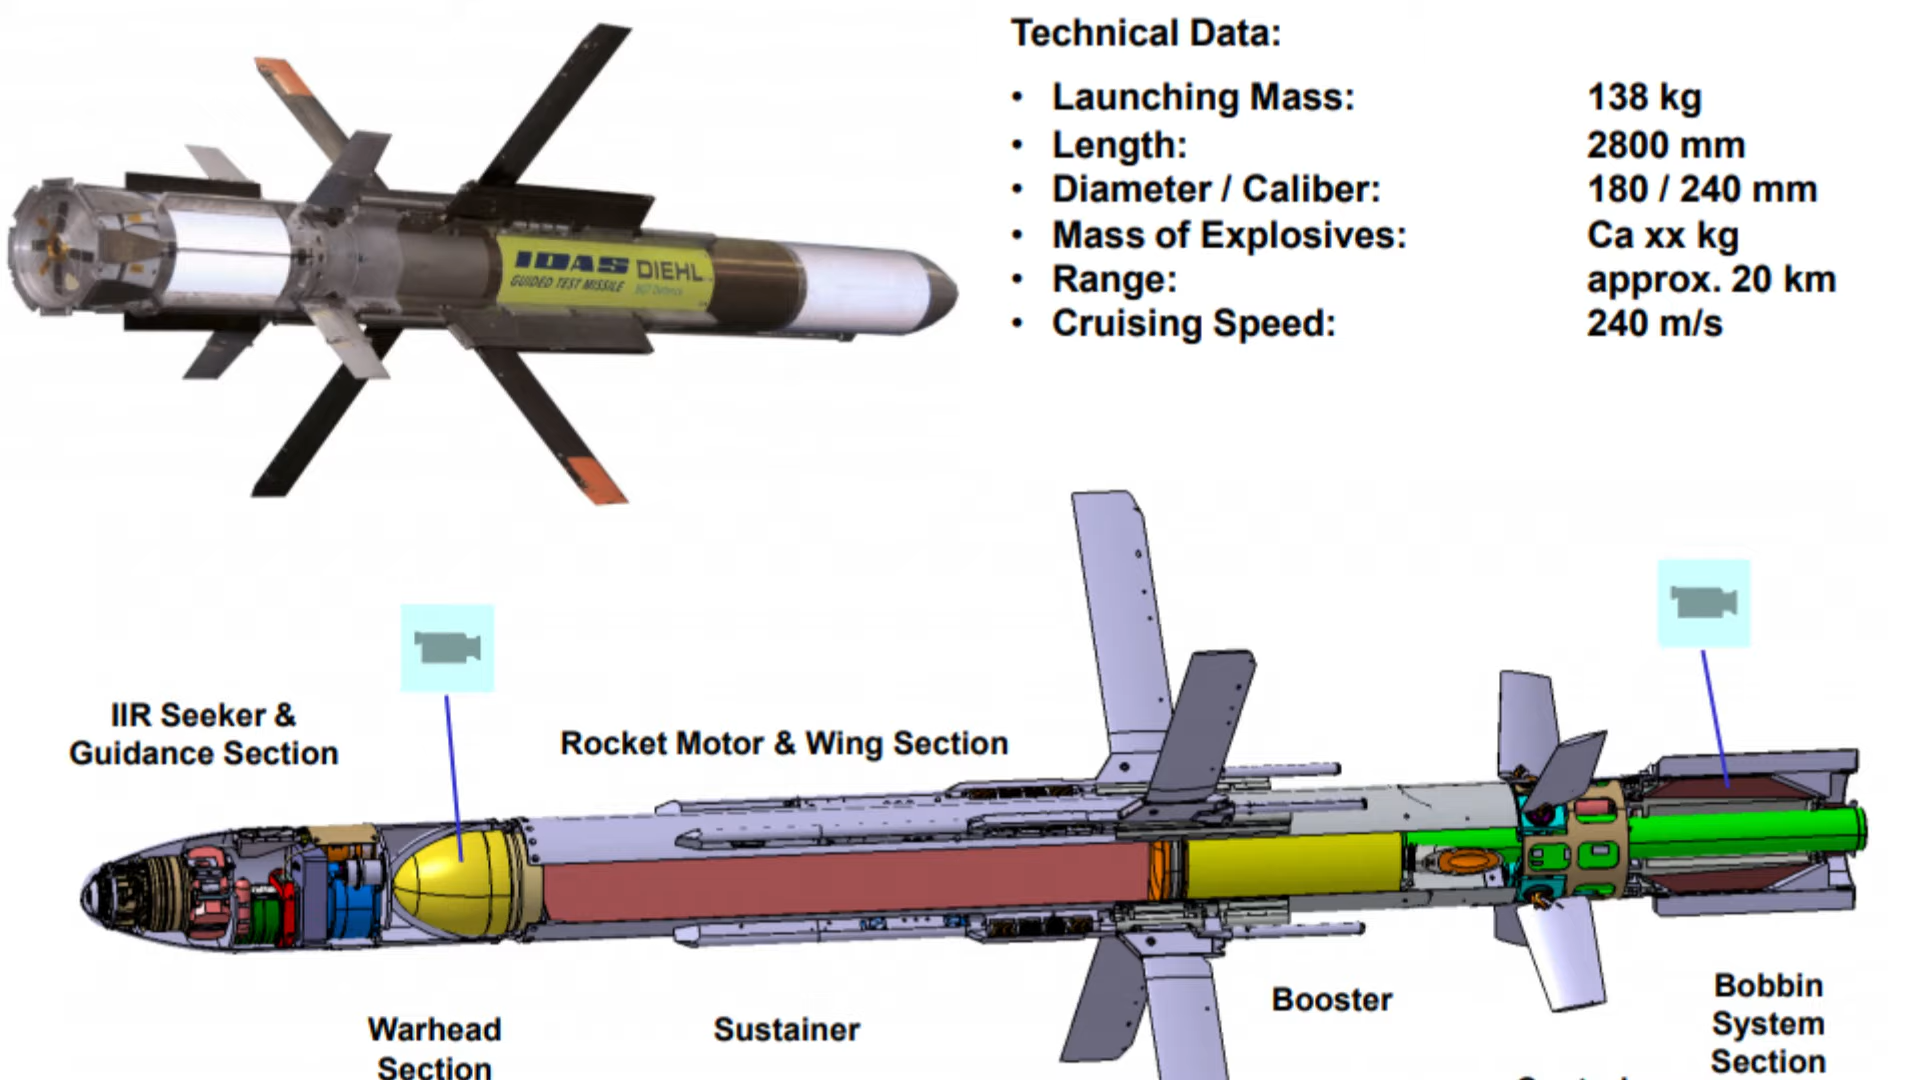 Technical Data:
• Launching Mass: 138 kg
• Length: 2800 mm
• Diameter / Caliber: 180 / 240 mm
• Mass of Explosives: Ca xx kg
• Range: approx. 20 km
• Cruising Speed: 240 m/s
IDAS DIEHL
GUIDED TEST MISSILE BGT Defence
IIR Seeker &
Guidance Section
Rocket Motor & Wing Section
Warhead
Section
Sustainer
Booster
Bobbin
System
Section